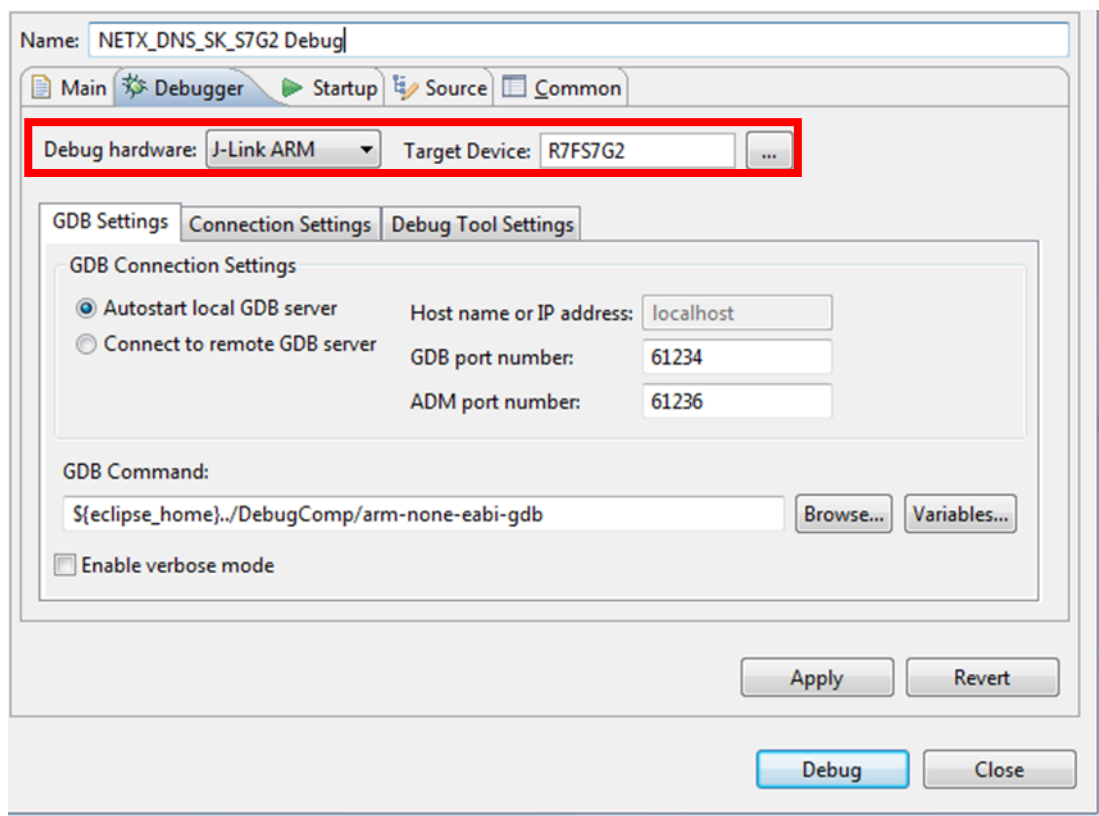 Name: NETX_DNS_SK_S7G2 Debug
Main Debugger Startup Source Common
Debug hardware: J-Link ARM Target Device: R7FS7G2 ...
GDB Settings Connection Settings Debug Tool Settings
GDB Connection Settings
Autostart local GDB server Host name or IP address: localhost
Connect to remote GDB server GDB port number: 61234
ADM port number: 61236
GDB Command:
${eclipse_home}../DebugComp/arm-none-eabi-gdb Browse... Variables...
Enable verbose mode
Apply Revert
Debug Close